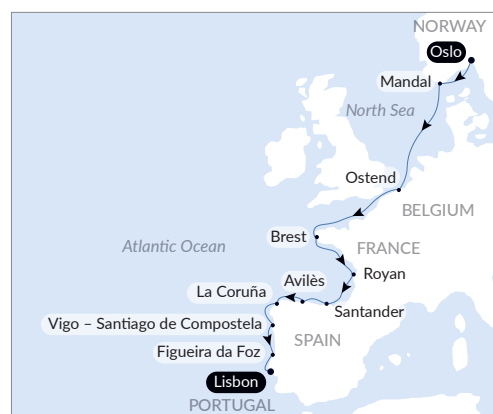 NORWAY
Oslo
Mandal
North Sea
Ostend
BELGIUM
Brest
Atlantic Ocean
FRANCE
Royan
Avilès
La Coruña
Santander
Vigo – Santiago de Compostela
SPAIN
Figueira da Foz
Lisbon
PORTUGAL